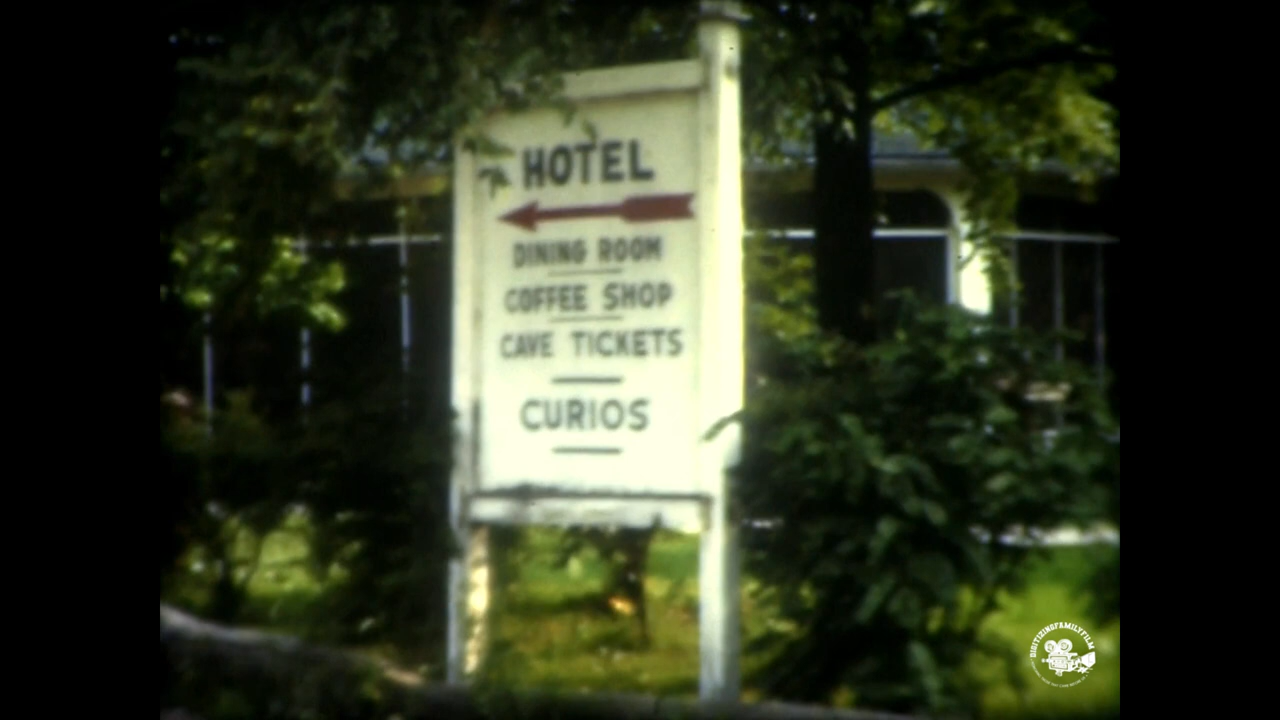 HOTEL
DINING ROOM
COFFEE SHOP
CAVE TICKETS
CURIOS
DIGITIZINGFAMILYFILM